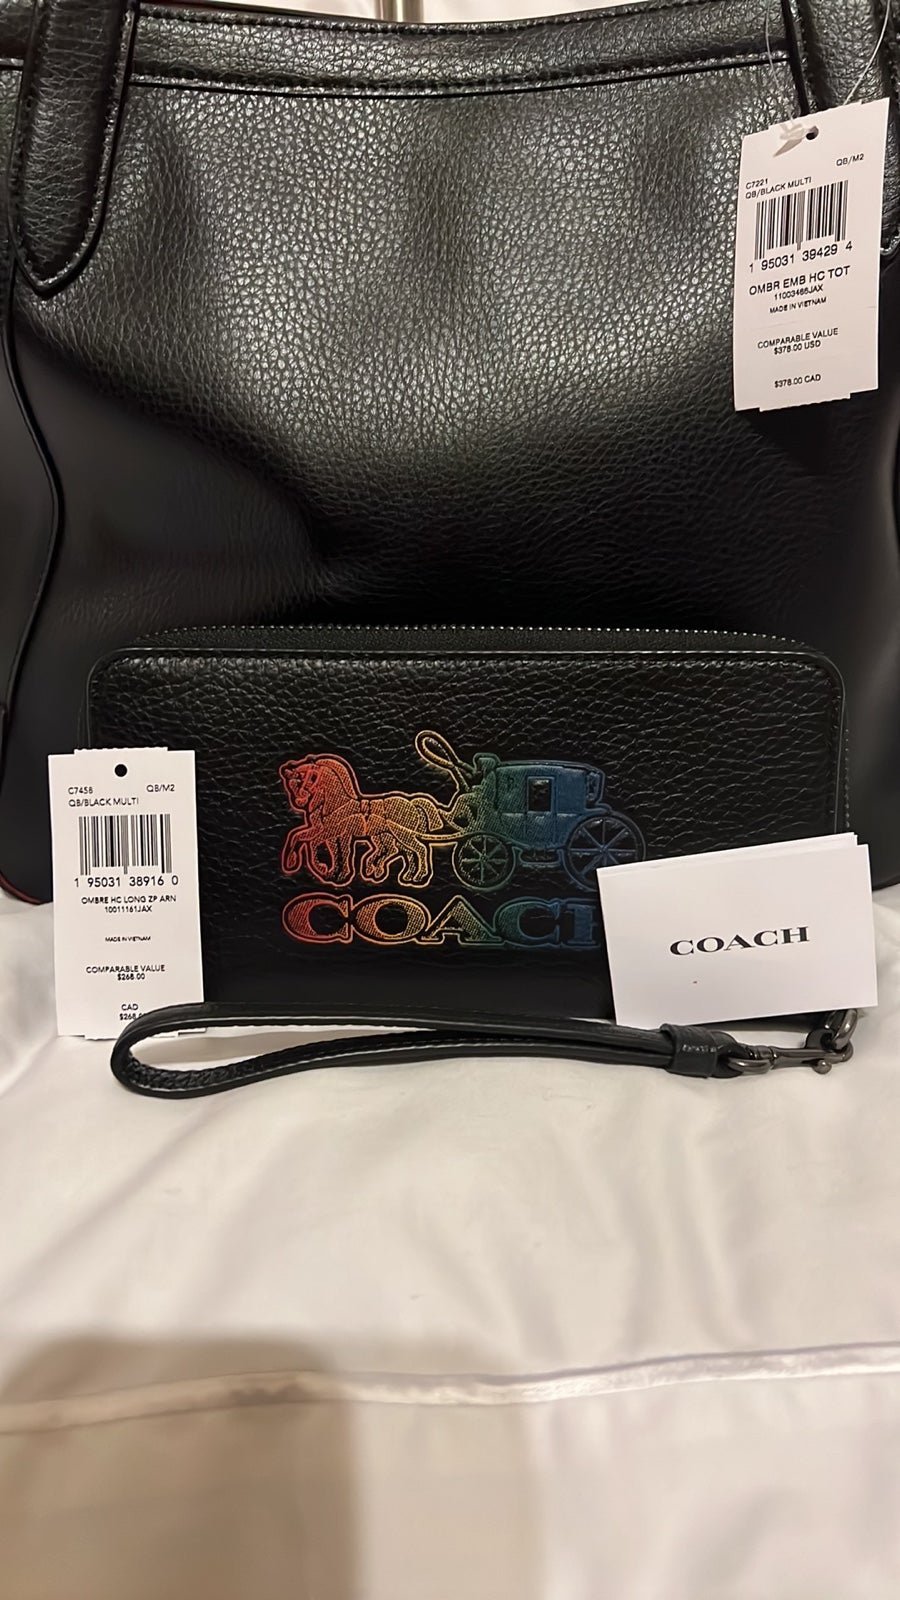 C7221 QB/M2
QB/BLACK MULTI
1 95031 39429 4
OMBR EMB HC TOT
11003466JAX
MADE IN VIETNAM
COMPARABLE VALUE
$378.00 USD
$378.00 CAD
C7458 QB/M2
QB/BLACK MULTI
1 95031 38916 0
OMBRE HC LONG ZP ARN
10011161JAX
MADE IN VIETNAM
COMPARABLE VALUE
$268.00
CAD
COACH
COACH